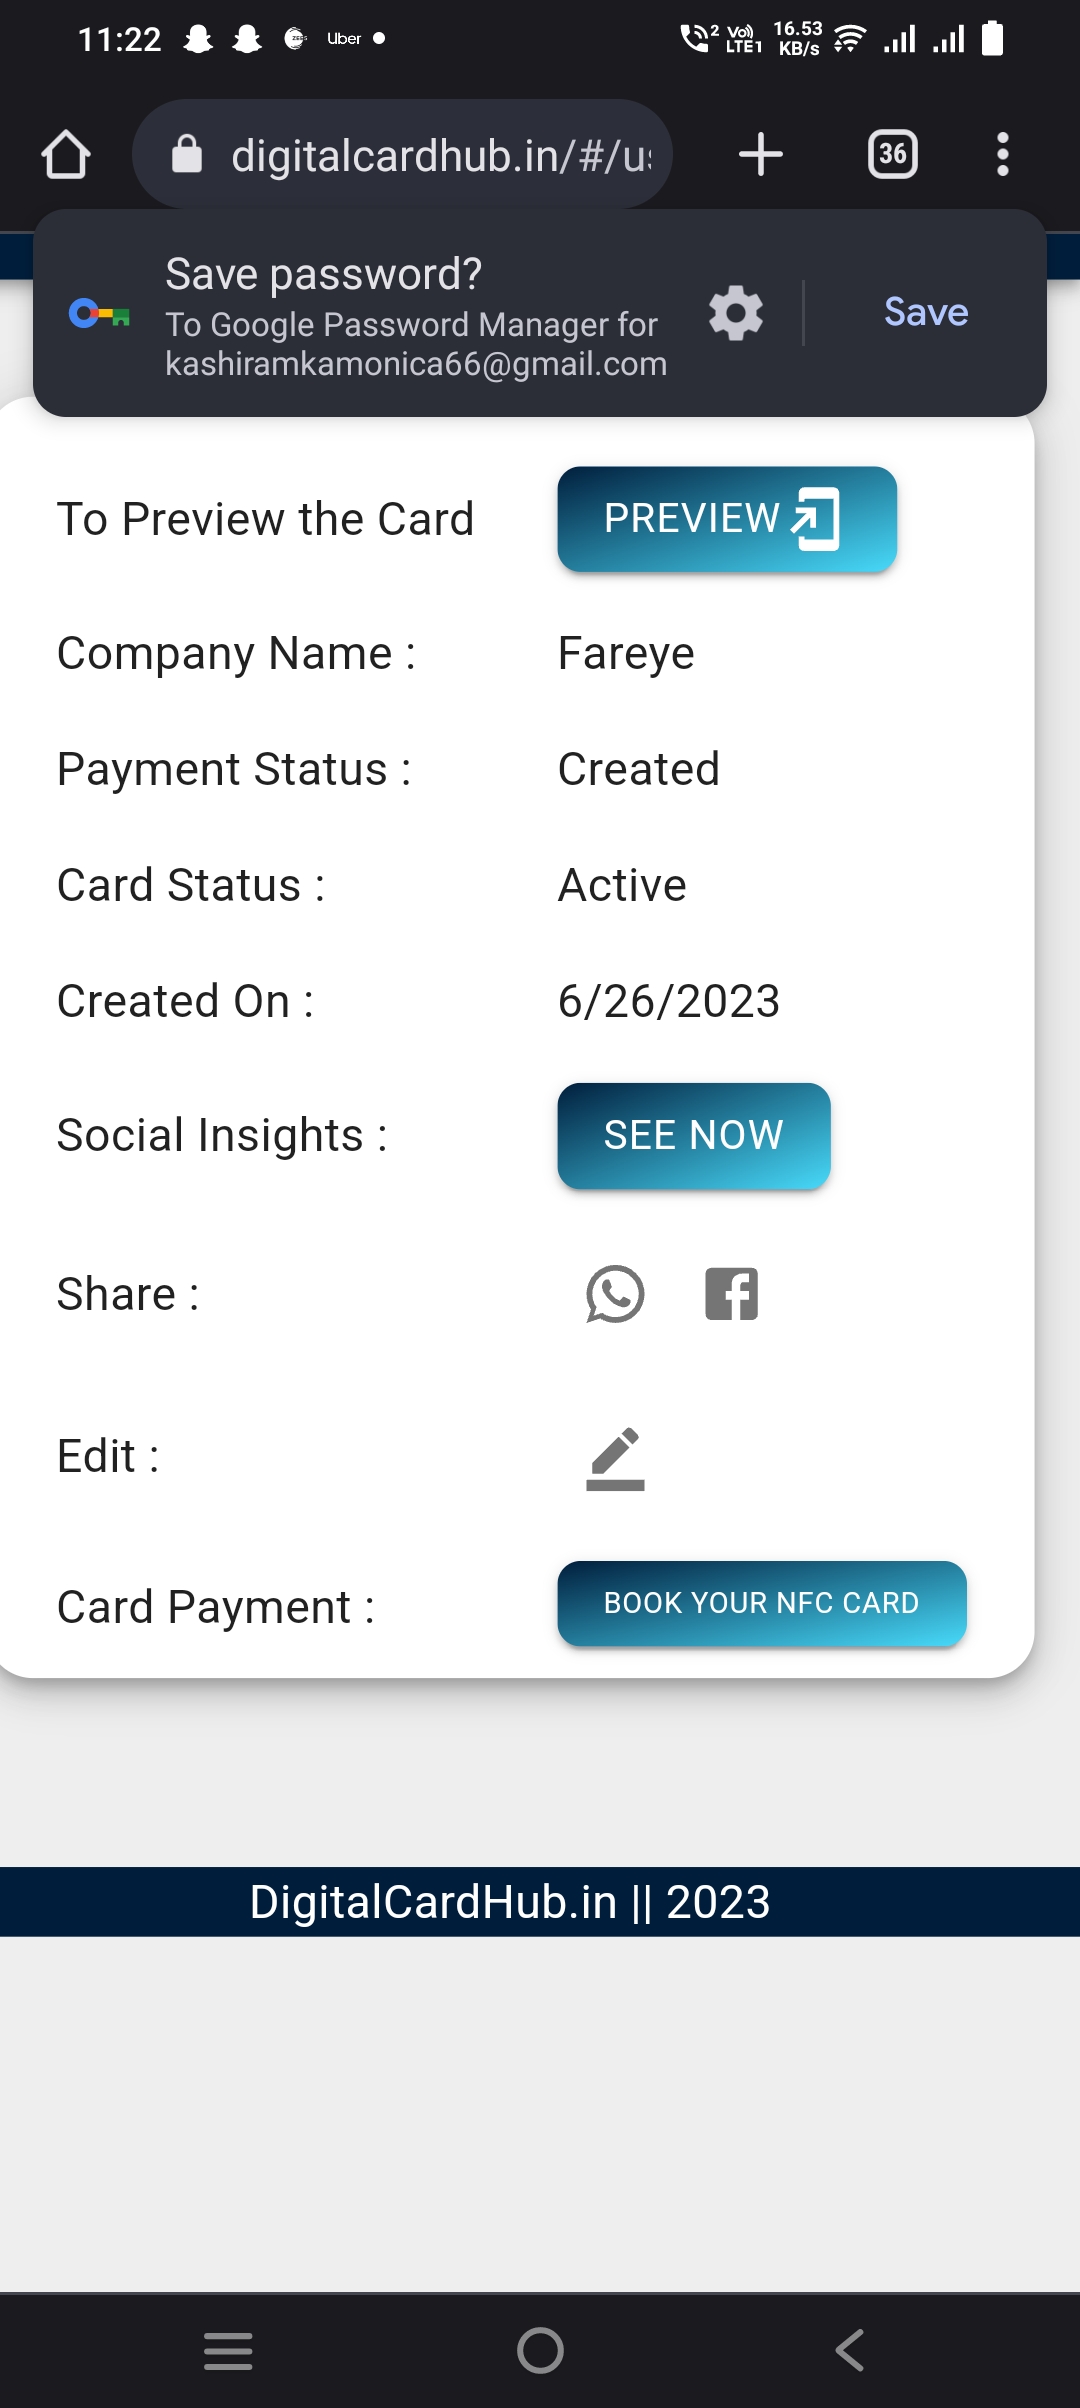 11:22 Uber 2 Vo)) LTE1 16.53 KB/s
digitalcardhub.in/#/us
36
Save password?
To Google Password Manager for
kashiramkamonica66@gmail.com
Save
To Preview the Card PREVIEW
Company Name : Fareye
Payment Status : Created
Card Status : Active
Created On : 6/26/2023
Social Insights : SEE NOW
Share :
Edit :
Card Payment : BOOK YOUR NFC CARD
DigitalCardHub.in || 2023